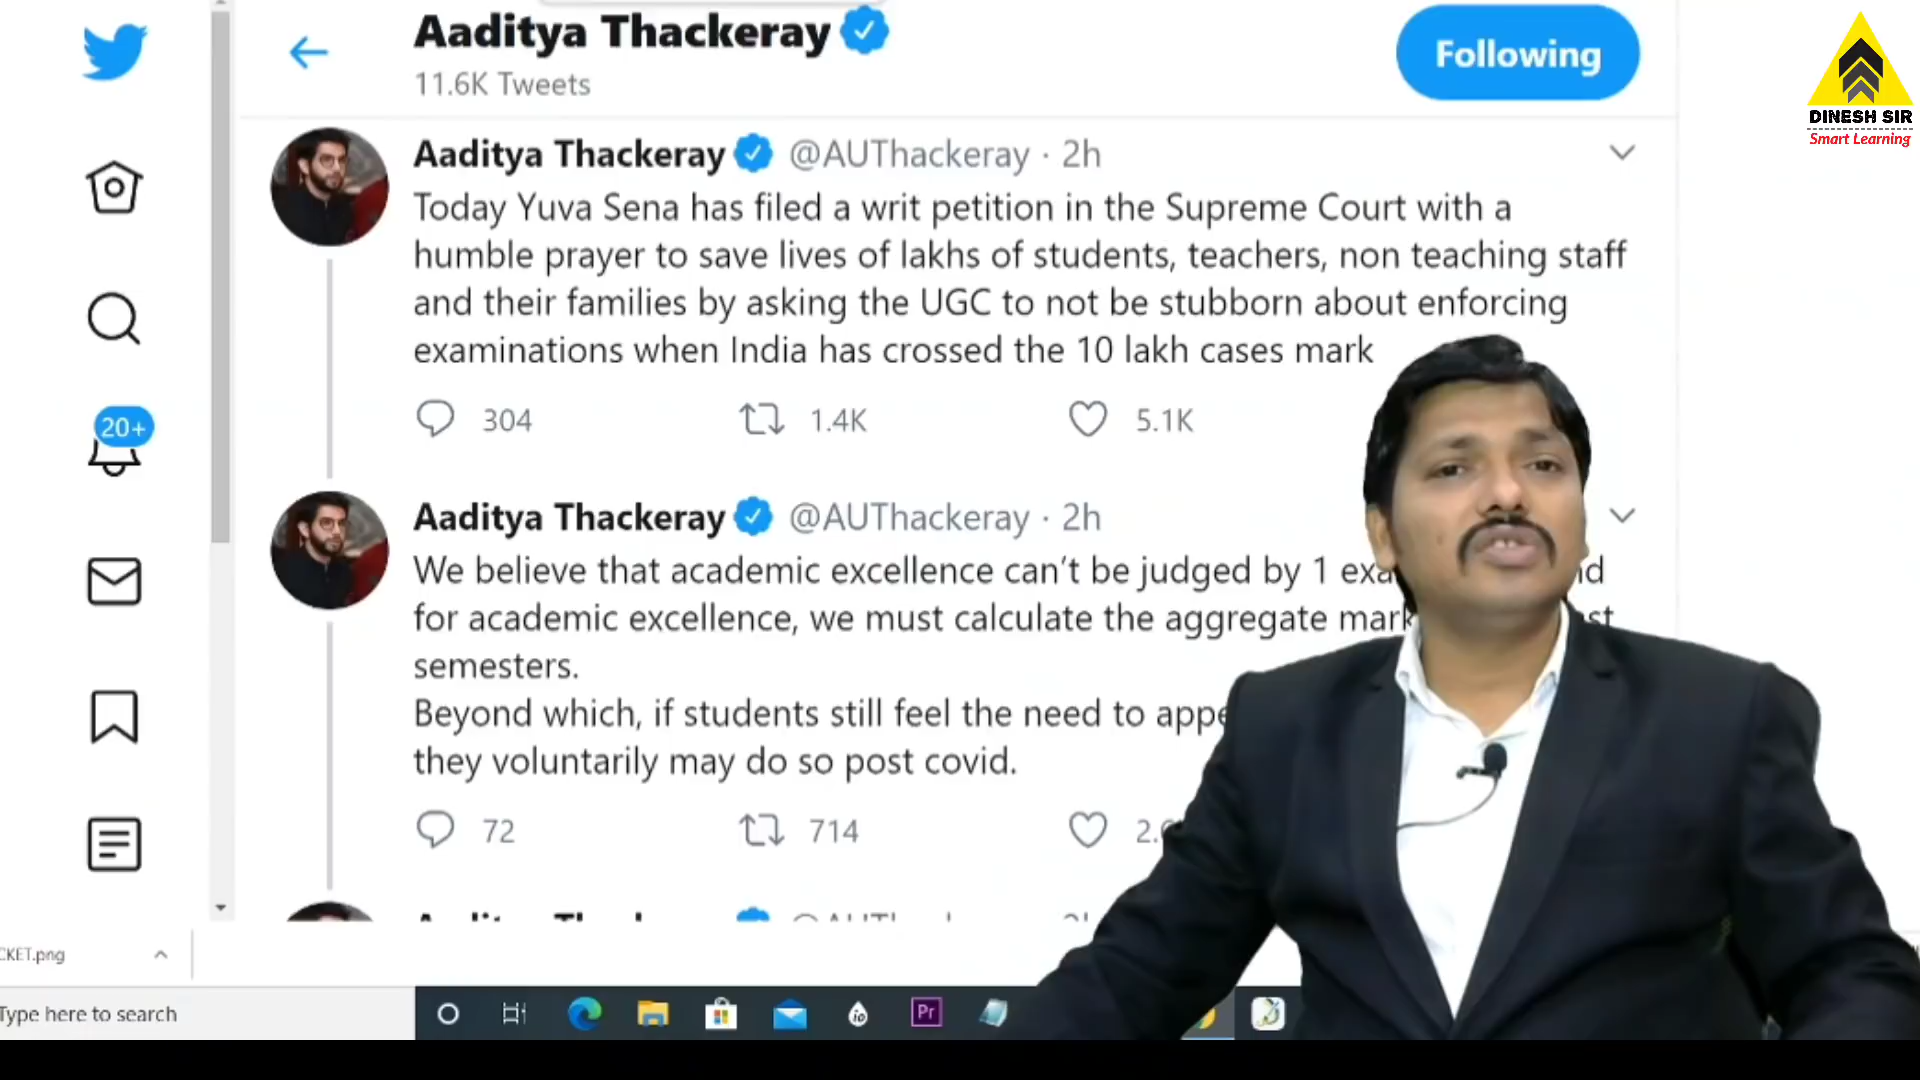 Aaditya Thackeray
11.6K Tweets
Following
DINESH SIR
Smart Learning
Aaditya Thackeray @AUThackeray · 2h
Today Yuva Sena has filed a writ petition in the Supreme Court with a
humble prayer to save lives of lakhs of students, teachers, non teaching staff
and their families by asking the UGC to not be stubborn about enforcing
examinations when India has crossed the 10 lakh cases mark
304 1.4K 5.1K
20+
Aaditya Thackeray @AUThackeray · 2h
We believe that academic excellence can't be judged by 1
for academic excellence, we must calculate the aggregate
semesters.
Beyond which, if students still feel the need to
they voluntarily may do so post covid.
72 714
CKET.png
Type here to search
Pr